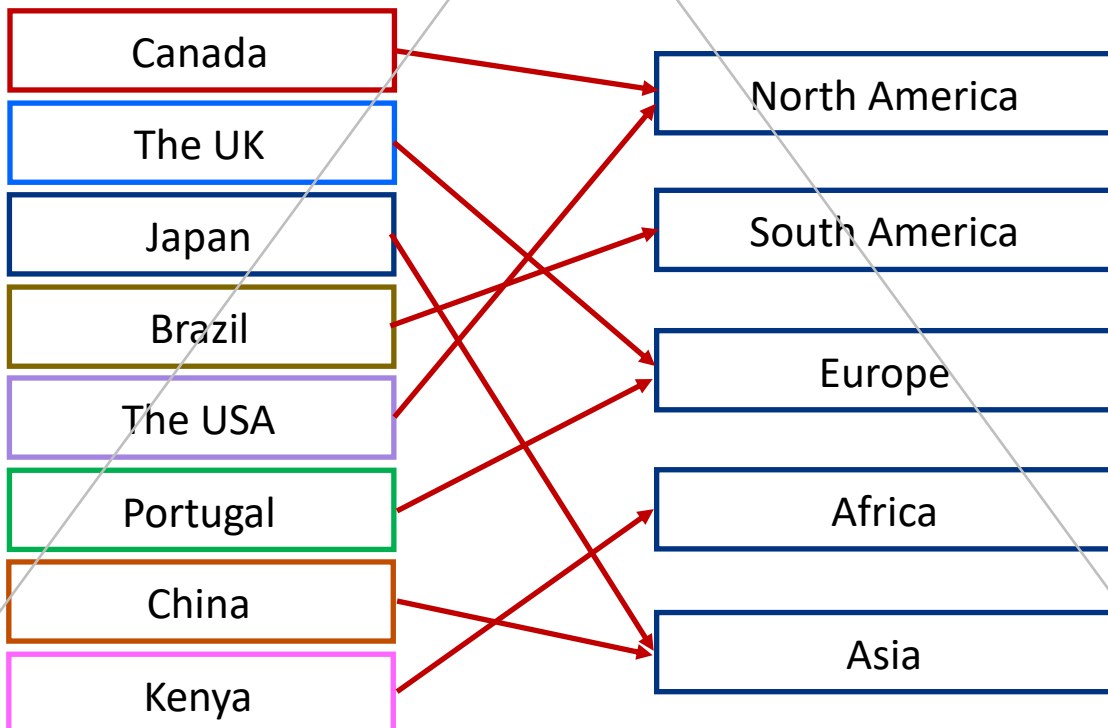 Canada
The UK
Japan
Brazil
The USA
Portugal
China
Kenya
North America
South America
Europe
Africa
Asia